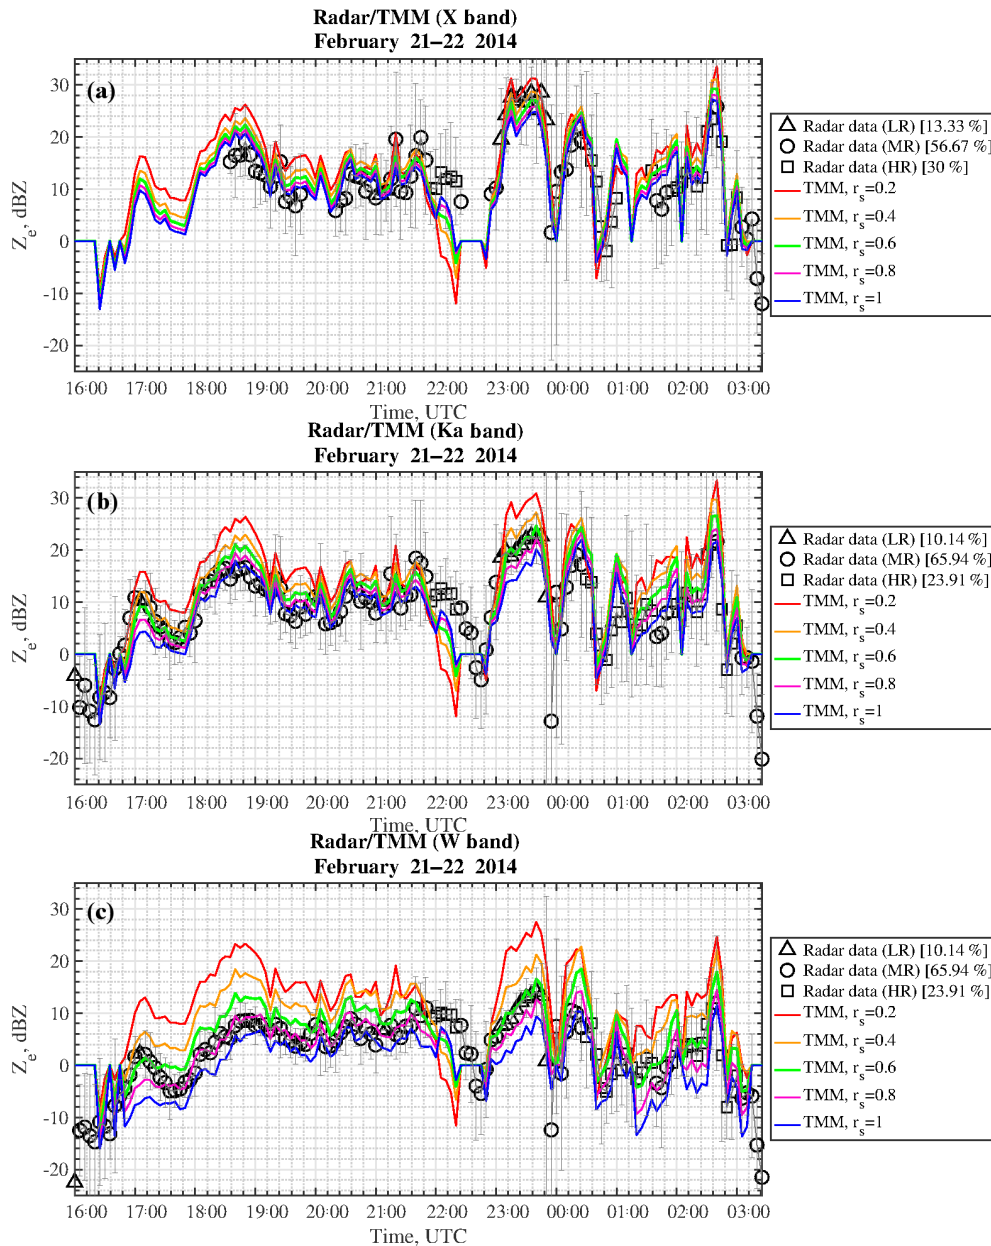 Radar/TMM (X band)
February 21–22 2014
(a)
30
20
10
0
-10
-20
Z_e, dBZ
16:00 17:00 18:00 19:00 20:00 21:00 22:00 23:00 00:00 01:00 02:00 03:00
Time, UTC
Radar data (LR) [13.33 %]
Radar data (MR) [56.67 %]
Radar data (HR) [30 %]
TMM, r_s=0.2
TMM, r_s=0.4
TMM, r_s=0.6
TMM, r_s=0.8
TMM, r_s=1
Radar/TMM (Ka band)
February 21–22 2014
(b)
30
20
10
0
-10
-20
Z_e, dBZ
16:00 17:00 18:00 19:00 20:00 21:00 22:00 23:00 00:00 01:00 02:00 03:00
Time, UTC
Radar data (LR) [10.14 %]
Radar data (MR) [65.94 %]
Radar data (HR) [23.91 %]
TMM, r_s=0.2
TMM, r_s=0.4
TMM, r_s=0.6
TMM, r_s=0.8
TMM, r_s=1
Radar/TMM (W band)
February 21–22 2014
(c)
30
20
10
0
-10
-20
Z_e, dBZ
16:00 17:00 18:00 19:00 20:00 21:00 22:00 23:00 00:00 01:00 02:00 03:00
Time, UTC
Radar data (LR) [10.14 %]
Radar data (MR) [65.94 %]
Radar data (HR) [23.91 %]
TMM, r_s=0.2
TMM, r_s=0.4
TMM, r_s=0.6
TMM, r_s=0.8
TMM, r_s=1